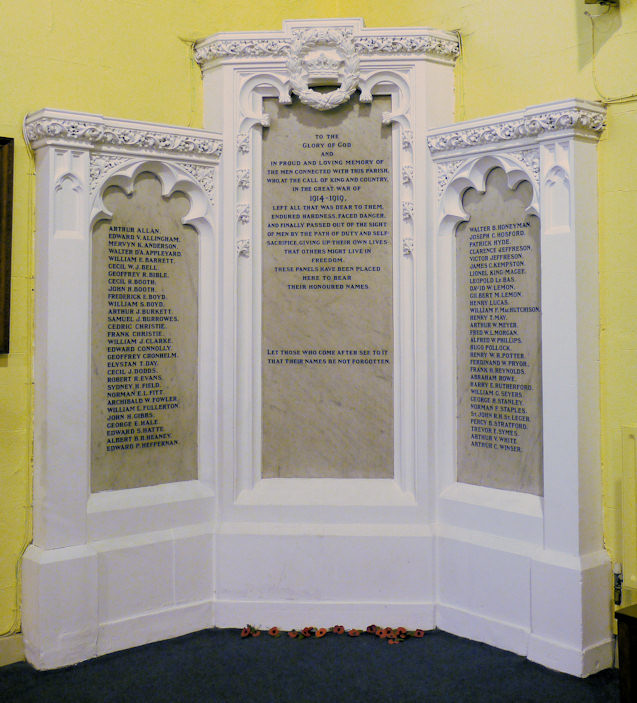 ARTHUR ALLAN.
EDWARD V. ALLINGHAM.
MERVYN K. ANDERSON.
WALTER D'A. APPLEYARD.
WILLIAM E. BARRETT.
CECIL W. J. BELL.
GEOFFREY R. BIBLE.
CECIL R. BOOTH.
JOHN R. BOOTH.
FREDERICK E. BOYD.
WILLIAM S. BOYD.
ARTHUR J. BURKETT.
SAMUEL J. BURROWES.
CEDRIC CHRISTIE.
FRANK CHRISTIE.
WILLIAM J. CLARKE.
EDWARD CONNOLLY.
GEOFFREY CRONHELM.
ELYSTAN T. DAY.
CECIL J. DODDS.
ROBERT R. EVANS.
SYDNEY H. FIELD.
NORMAN E. L. FITT.
ARCHIBALD W. FOWLER.
WILLIAM E. FULLERTON.
JOHN H. GIBBS.
GEORGE E. HALE.
EDWARD S. HATTE.
ALBERT B. R. HEANEY.
EDWARD P. HEFFERNAN.
TO THE
GLORY OF GOD
AND
IN PROUD AND LOVING MEMORY OF
THE MEN CONNECTED WITH THIS PARISH,
WHO, AT THE CALL OF KING AND COUNTRY,
IN THE GREAT WAR OF
1914-1919,
LEFT ALL THAT WAS DEAR TO THEM,
ENDURED HARDNESS, FACED DANGER,
AND FINALLY PASSED OUT OF THE SIGHT
OF MEN BY THE PATH OF DUTY AND SELF-
SACRIFICE, GIVING UP THEIR OWN LIVES
THAT OTHERS MIGHT LIVE IN
FREEDOM.
THESE PANELS HAVE BEEN PLACED
HERE TO BEAR
THEIR HONOURED NAMES.
LET THOSE WHO COME AFTER SEE TO IT
THAT THEIR NAMES BE NOT FORGOTTEN.
WALTER B. HONEYMAN.
JOSEPH C. HOSFORD.
PATRICK HYDE.
CLARENCE JEFFRESON.
VICTOR JEFFRESON.
JAMES C. KEMPSTON.
LIONEL KING-MAGEE.
LEOPOLD LE BAS.
DAVID W. LEMON.
GILBERT M. LEMON.
HENRY LUCAS.
WILLIAM F. MACHUTCHISON.
HENRY T. MAY.
ARTHUR W. MEYER.
FRED W. L. MORGAN.
ALFRED W. PHILLIPS.
HUGO POLLOCK.
HENRY W. R. POTTER.
FERDINAND W. PRYOR.
FRANK H. REYNOLDS.
ABRAHAM ROWE.
HARRY E. RUTHERFORD.
WILLIAM G. SEVERS.
GEORGE B. STANLEY.
NORMAN F. STAPLES.
ST. JOHN R. H. ST. LEGER.
PERCY B. STRATFORD.
TREVOR E. SYMES.
ARTHUR V. WHITE.
ARTHUR C. WINSER.